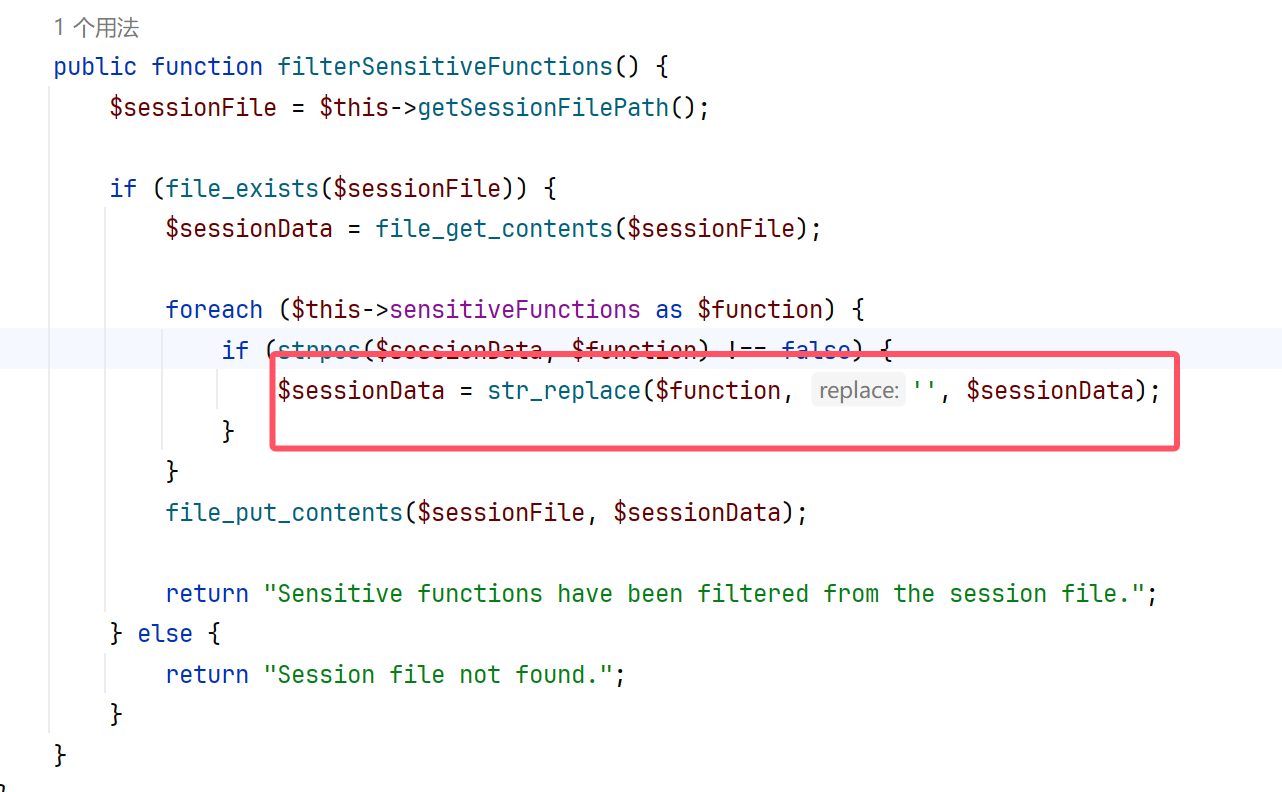 1 个用法
public function filterSensitiveFunctions() {
$sessionFile = $this->getSessionFilePath();
if (file_exists($sessionFile)) {
$sessionData = file_get_contents($sessionFile);
foreach ($this->sensitiveFunctions as $function) {
if (strpos($sessionData, $function) !== false) {
$sessionData = str_replace($function, replace: '', $sessionData);
}
}
file_put_contents($sessionFile, $sessionData);
return "Sensitive functions have been filtered from the session file.";
} else {
return "Session file not found.";
}
}